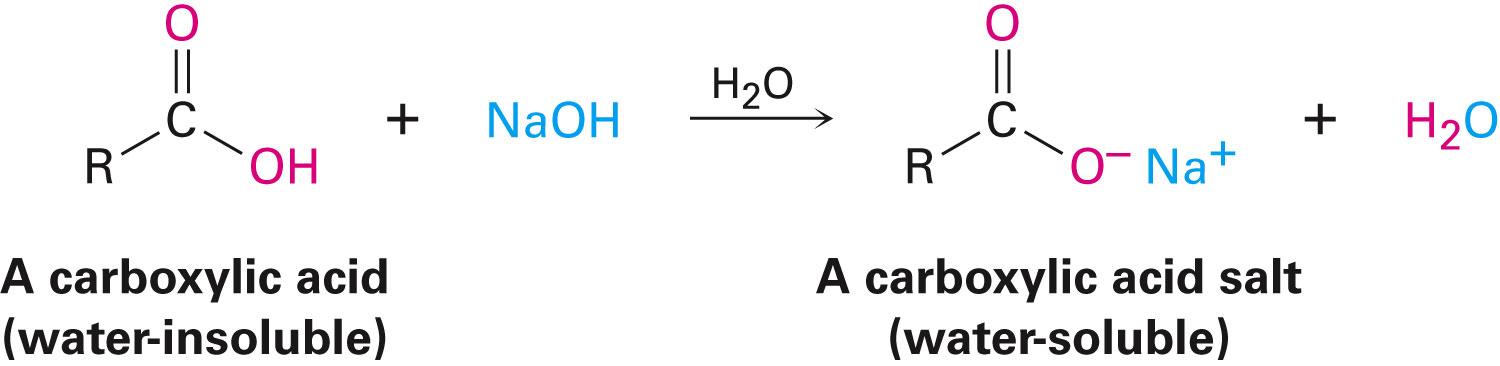 O
H₂O
C + NaOH → C + H₂O
R OH R O⁻ Na⁺
O
A carboxylic acid
(water-insoluble)
A carboxylic acid salt
(water-soluble)